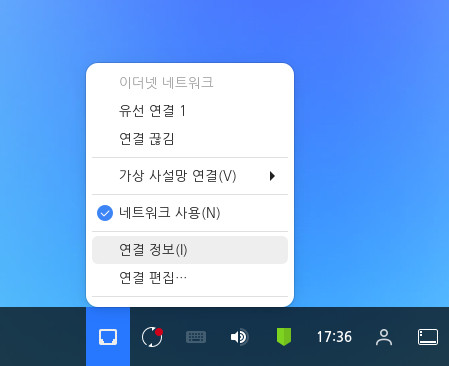 이더넷 네트워크
유선 연결 1
연결 끊김
가상 사설망 연결(V)
네트워크 사용(N)
연결 정보(I)
연결 편집...
17:36